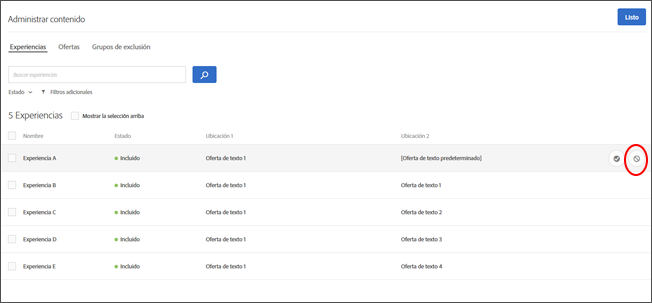 Administrar contenido
Listo
Experiencias Ofertas Grupos de exclusión
Buscar experiencias
Estado Filtros adicionales
5 Experiencias Mostrar la selección arriba
Nombre Estado Ubicación 1 Ubicación 2
Experiencia A Incluido Oferta de texto 1 [Oferta de texto predeterminado]
Experiencia B Incluido Oferta de texto 1 Oferta de texto 1
Experiencia C Incluido Oferta de texto 1 Oferta de texto 2
Experiencia D Incluido Oferta de texto 1 Oferta de texto 3
Experiencia E Incluido Oferta de texto 1 Oferta de texto 4